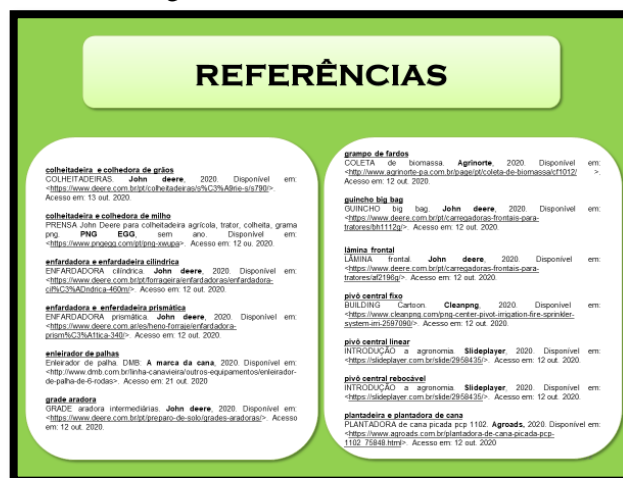 REFERÊNCIAS
colheitadeira e colhedora de grãos
COLHEITADEIRAS. John deere, 2020. Disponível em:
<https://www.deere.com.br/pt/colheitadeiras/s%C3%A9rie-s/s790/>.
Acesso em: 13 out. 2020.
colheitadeira e colhedora de milho
PRENSA John Deere para colheitadeira agrícola, trator, colheita, grama
png. PNG EGG, sem ano. Disponível em:
<https://www.pngegg.com/pt/png-xwupa>. Acesso em: 12 ou. 2020.
enfardadora e enfardadeira cilíndrica
ENFARDADORA cilíndrica. John deere, 2020. Disponível em:
<https://www.deere.com.br/pt/forrageira/enfardadoras/enfardadora-
cil%C3%ADndrica-460m/>. Acesso em: 12 out. 2020.
enfardadora e enferdadeira prismática
ENFARDADORA prismática. John deere, 2020. Disponível em:
<https://www.deere.com.ar/es/heno-forraje/enfardadora-
prism%C3%A1tica-340/>. Acesso em: 12 out. 2020.
enleirador de palhas
Enleirador de palha. DMB. A marca da cana, 2020. Disponível em:
<http://www.dmb.com.br/linha-canavieira/outros-equipamentos/enleirador-
de-palha-de-6-rodas>. Acesso em: 21 out. 2020
grade aradora
GRADE aradora intermediárias. John deere, 2020. Disponível em:
<https://www.deere.com.br/pt/preparo-de-solo/grades-aradoras/>. Acesso
em: 12 out. 2020.
grampo de fardos
COLETA de biomassa. Agrinorte, 2020. Disponível em:
<http://www.agrinorte-pa.com.br/page/pt/coleta-de-biomassa/cf1012/ >.
Acesso em: 12 out. 2020.
guincho big bag
GUINCHO big bag. John deere, 2020. Disponível em:
<https://www.deere.com.br/pt/carregadoras-frontais-para-
tratores/bh1112g/>. Acesso em: 12 out. 2020.
lâmina frontal
LÂMINA frontal. John deere, 2020. Disponível em:
<https://www.deere.com.br/pt/carregadoras-frontais-para-
tratores/af2196g/>. Acesso em: 12 out. 2020.
pivô central fixo
BUILDING Cartoon. Cleanpng, 2020. Disponível em:
<https://www.cleanpng.com/png-center-pivot-irrigation-fire-sprinkler-
system-irri-2597090/>. Acesso em: 12 out. 2020.
pivô central linear
INTRODUÇÃO a agronomia. Slideplayer, 2020. Disponível em:
<https://slideplayer.com.br/slide/2958435/>. Acesso em: 12 out. 2020.
pivô central rebocável
INTRODUÇÃO a agronomia. Slideplayer, 2020. Disponível em:
<https://slideplayer.com.br/slide/2958435/>. Acesso em: 12 out. 2020.
plantadeira e plantadora de cana
PLANTADORA de cana picada pcp 1102. Agroads, 2020. Disponível em:
<https://www.agroads.com.br/plantadora-de-cana-picada-pcp-
1102_75848.html>. Acesso em: 12 out. 2020